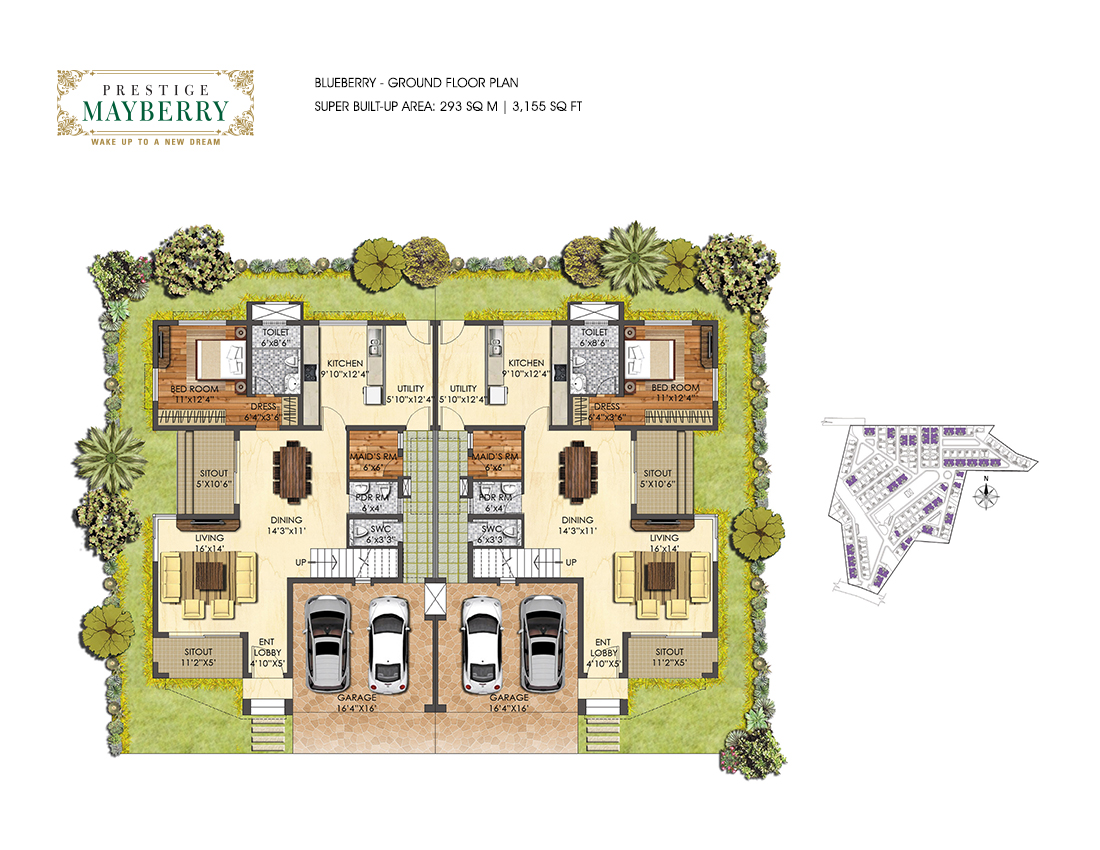 PRESTIGE
MAYBERRY
WAKE UP TO A NEW DREAM
BLUEBERRY - GROUND FLOOR PLAN
SUPER BUILT-UP AREA: 293 SQ M | 3,155 SQ FT
TOILET
6'x8'6"
KITCHEN
9'10"x12'4"
BED ROOM
11'x12'4"
UTILITY
5'10"x12'4"
DRESS
6'4"x3'6"
MAID'S RM
6'x6'
SITOUT
5'X10'6"
PDR RM
6'x4'
DINING
14'3"x11'
SWC
6'x3'3"
LIVING
16'x14'
UP
ENT
LOBBY
4'10"X5'
SITOUT
11'2"X5'
GARAGE
16'4"X16'
TOILET
6'x8'6"
KITCHEN
9'10"x12'4"
BED ROOM
11'x12'4"
UTILITY
5'10"x12'4"
DRESS
6'4"x3'6"
MAID'S RM
6'x6'
SITOUT
5'X10'6"
PDR RM
6'x4'
DINING
14'3"x11'
SWC
6'x3'3"
LIVING
16'x14'
UP
ENT
LOBBY
4'10"X5'
SITOUT
11'2"X5'
GARAGE
16'4"X16'